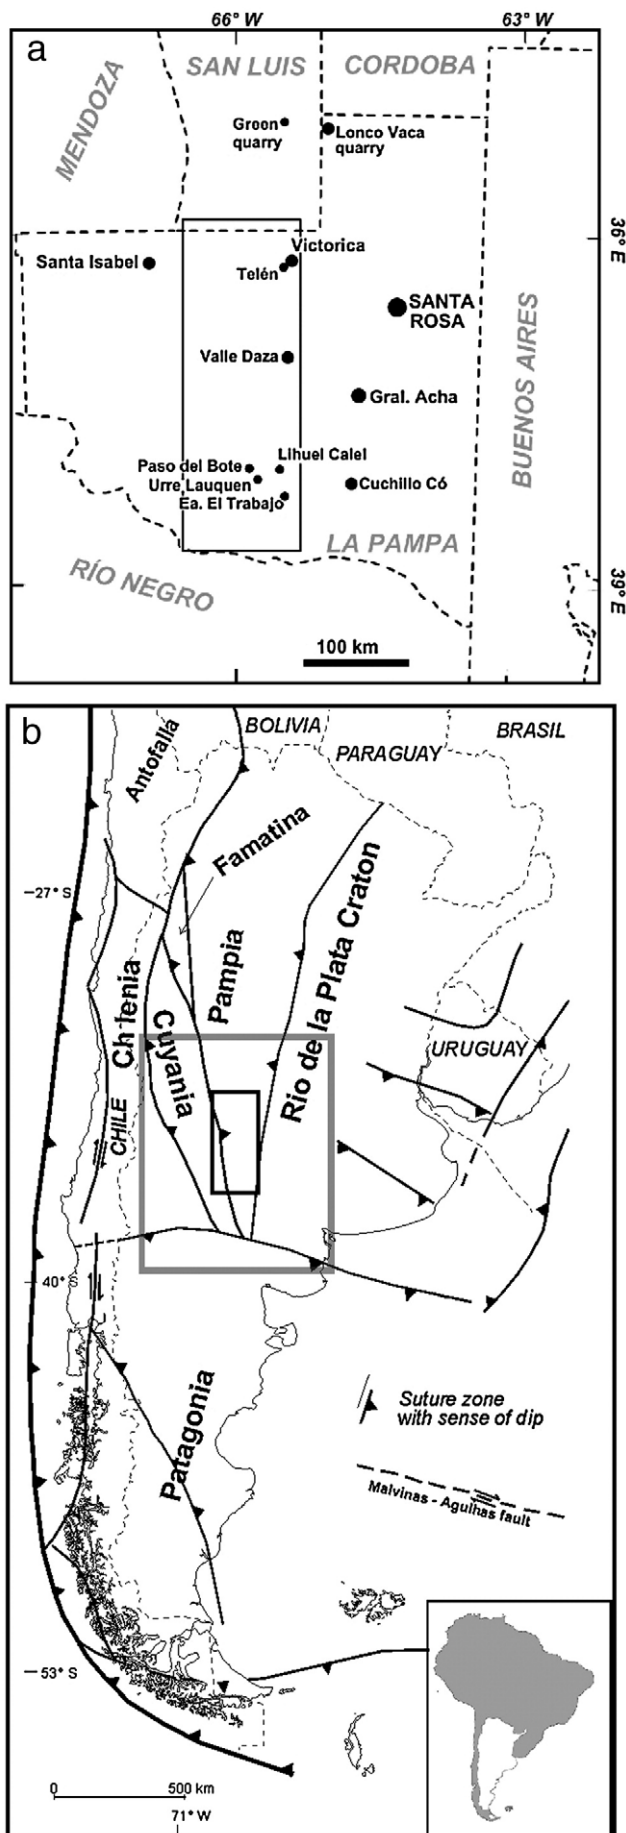 66° W
63° W
a
MENDOZA
SAN LUIS
CORDOBA
Green
quarry
Lonco Vaca
quarry
36° E
Victorica
Santa Isabel
Telén
SANTA
ROSA
BUENOS AIRES
Valle Daza
Gral. Acha
Lihuel Calel
Paso del Bote
Urre Lauquen
Cuchillo Có
Ea. El Trabajo
LA PAMPA
RÍO NEGRO
39° E
100 km
b
BOLIVIA
BRASIL
PARAGUAY
Antofalla
Famatina
27° S
Rio de la Plata Craton
Pampia
Ch ienia
Cuyania
URUGUAY
CHILE
40° S
Patagonia
Suture zone
with sense of dip
Malvinas - Agulhas fault
53° S
0
500 km
71° W